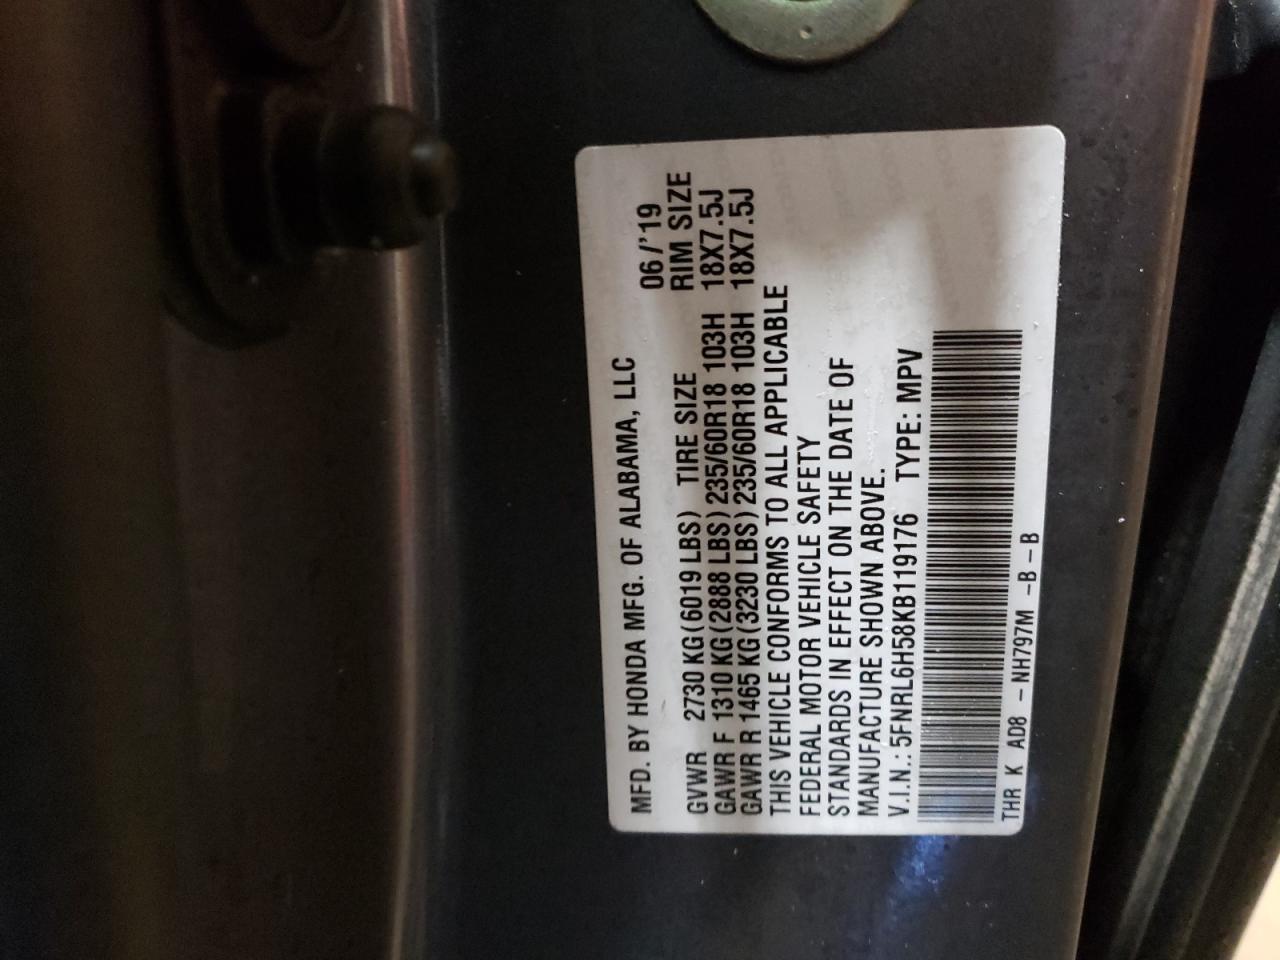 MFD. BY HONDA MFG. OF ALABAMA, LLC
06/'19
GVWR 2730 KG(6019 LBS) TIRE SIZE RIM SIZE
GAWR F 1310 KG(2888 LBS)235/60R18 103H 18X7.5J
GAWR R 1465 KG(3230 LBS)235/60R18 103H 18X7.5J
THIS VEHICLE CONFORMS TO ALL APPLICABLE
FEDERAL MOTOR VEHICLE SAFETY
STANDARDS IN EFFECT ON THE DATE OF
MANUFACTURE SHOWN ABOVE.
V.I.N.: 5FNRL6H58KB119176 TYPE: MPV
THR K AD8 -NH797M -B -B